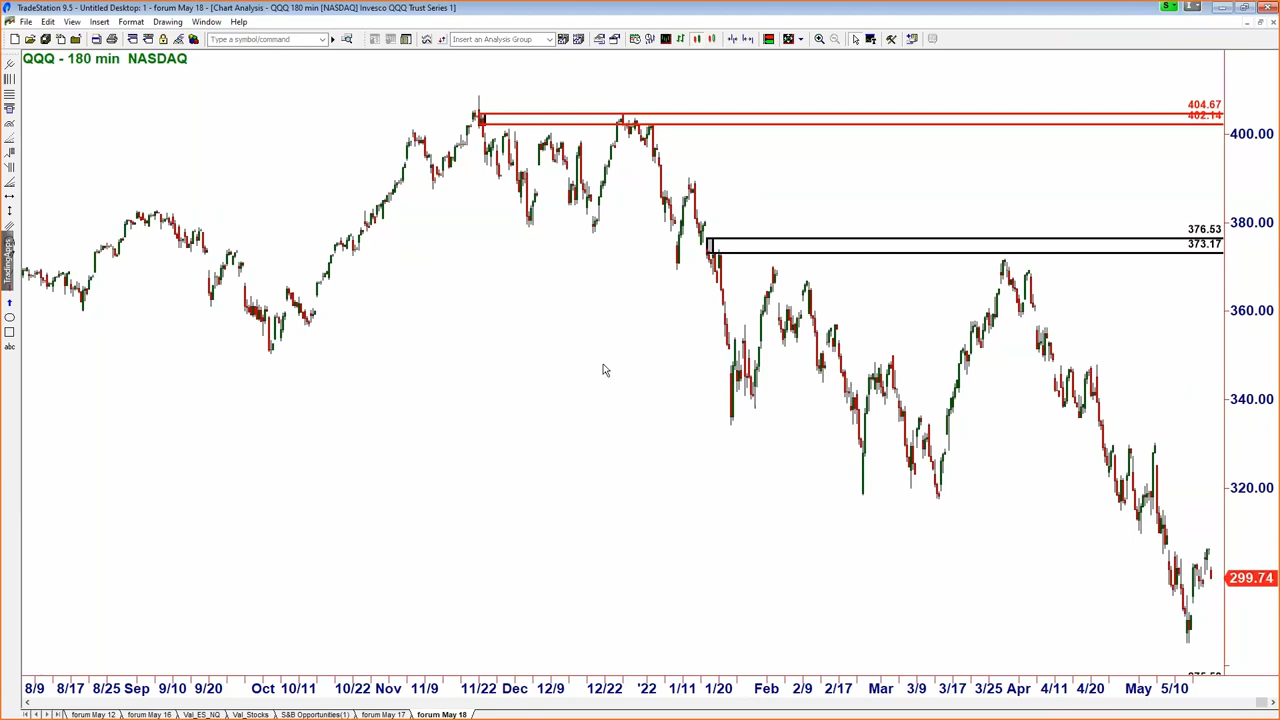 TradeStation 9.5 - Untitled Desktop: 1 - forum May 18 - [Chart Analysis - QQQ 180 min [NASDAQ] Invesco QQQ Trust Series 1]
File Edit View Insert Format Drawing Window Help
Type a symbol/command Insert an Analysis Group
QQQ - 180 min NASDAQ
TradingApps
abc
404.67
402.14
400.00
380.00
376.53
373.17
360.00
340.00
320.00
299.74
8/9 8/17 8/25 Sep 9/10 9/20 Oct 10/11 10/22 Nov 11/9 11/22 Dec 12/9 12/22 '22 1/11 1/20 Feb 2/9 2/17 Mar 3/9 3/17 3/25 Apr 4/11 4/20 May 5/10
forum May 12 forum May 16 Val_ES_NQ Val_Stocks S&B Opportunities(1) forum May 17 forum May 18